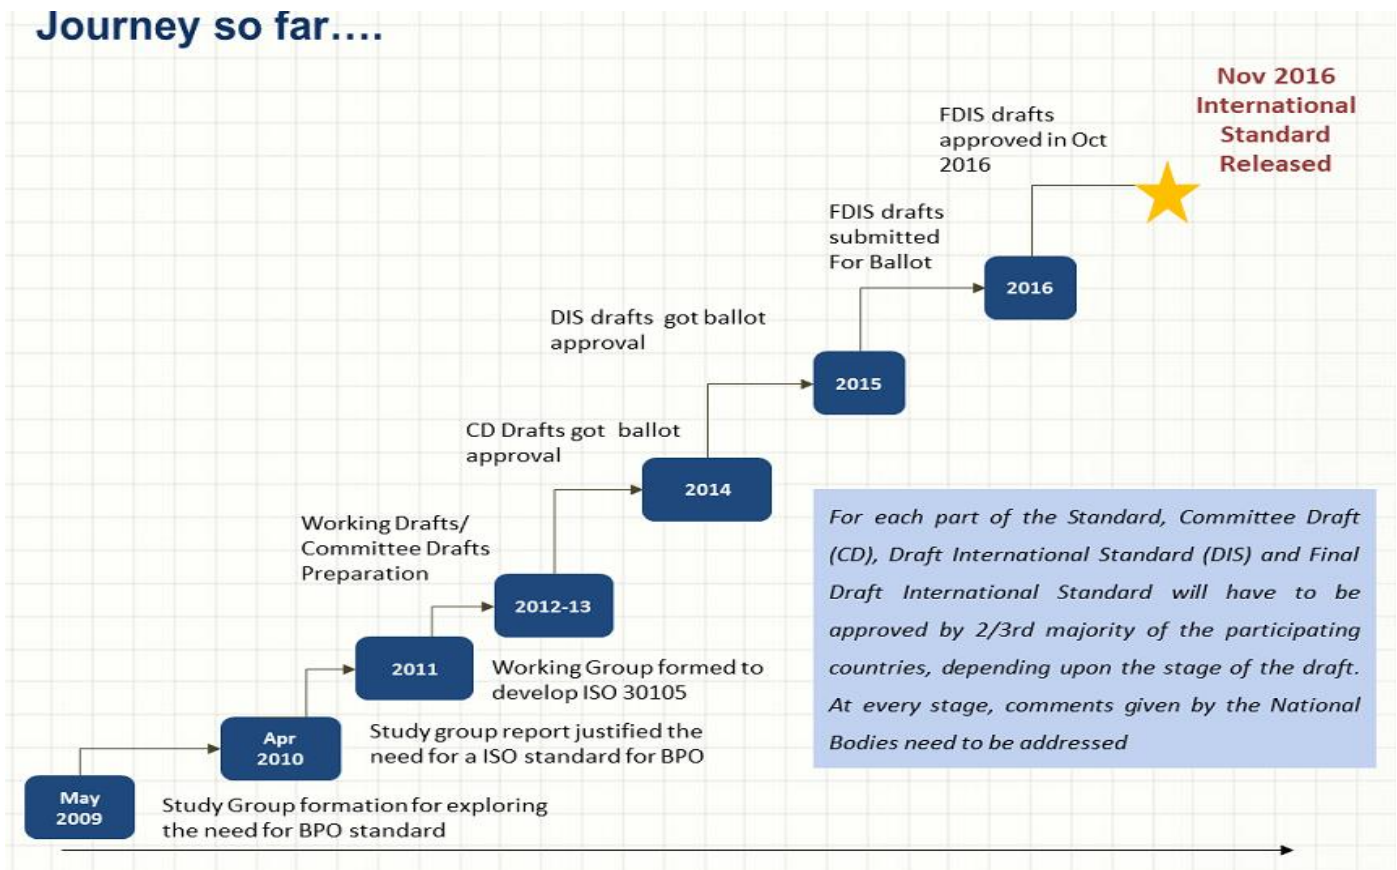 Journey so far....
Nov 2016
International
Standard
Released
FDIS drafts
approved in Oct
2016
FDIS drafts
submitted
For Ballot
2016
DIS drafts got ballot
approval
2015
CD Drafts got ballot
approval
2014
Working Drafts/
Committee Drafts
Preparation
2012-13
2011
Working Group formed to
develop ISO 30105
Apr
2010
Study group report justified the
need for a ISO standard for BPO
May
2009
Study Group formation for exploring
the need for BPO standard
For each part of the Standard, Committee Draft
(CD), Draft International Standard (DIS) and Final
Draft International Standard will have to be
approved by 2/3rd majority of the participating
countries, depending upon the stage of the draft.
At every stage, comments given by the National
Bodies need to be addressed